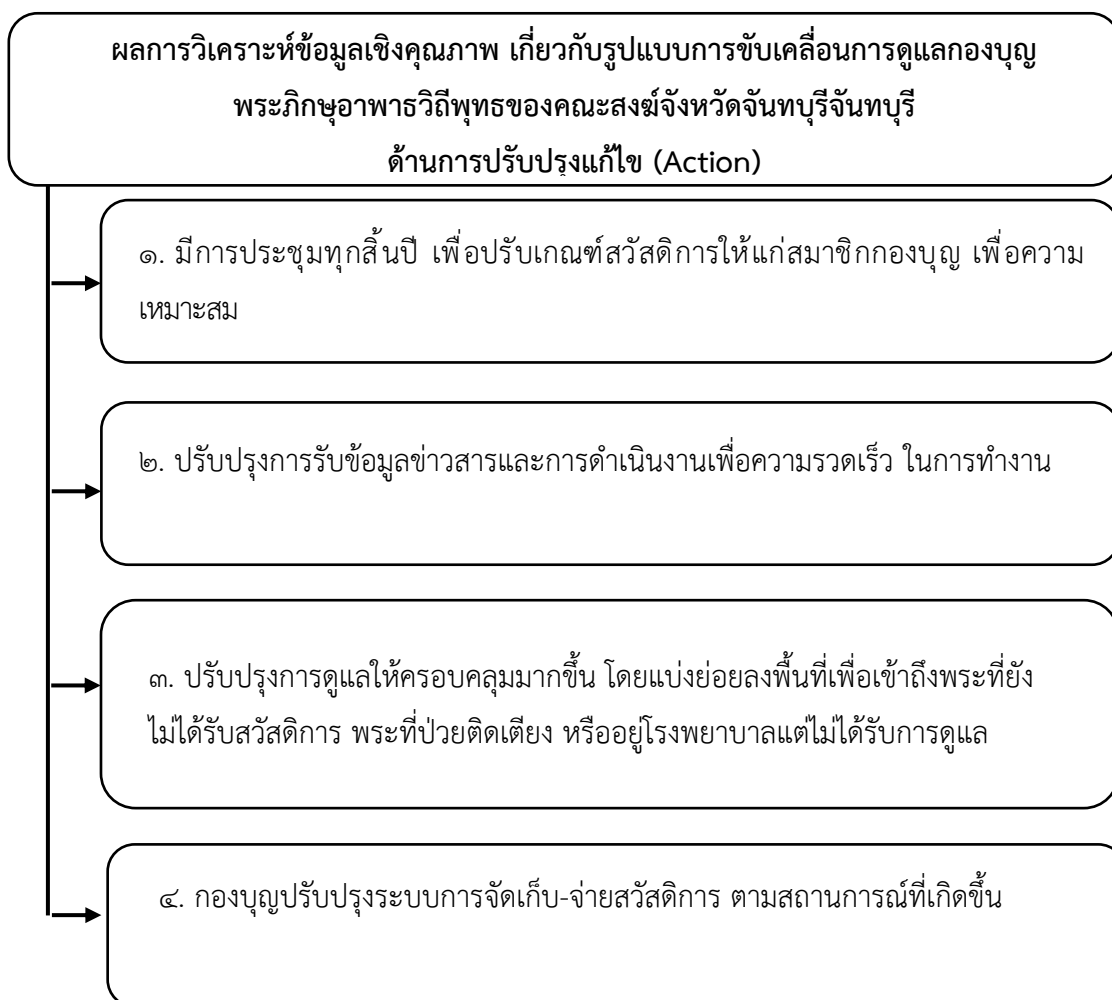 ผลการวิเคราะห์ข้อมูลเชิงคุณภาพ เกี่ยวกับรูปแบบการขับเคลื่อนการดูแลกองบุญ
พระภิกษุอาพาธวิถีพุทธของคณะสงฆ์จังหวัดจันทบุรีจันทบุรี
ด้านการปรับปรุงแก้ไข (Action)
๑. มีการประชุมทุกสิ้นปี เพื่อปรับเกณฑ์สวัสดิการให้แก่สมาชิกกองบุญ เพื่อความ
เหมาะสม
๒. ปรับปรุงการรับข้อมูลข่าวสารและการดำเนินงานเพื่อความรวดเร็ว ในการทำงาน
๓. ปรับปรุงการดูแลให้ครอบคลุมมากขึ้น โดยแบ่งย่อยลงพื้นที่เพื่อเข้าถึงพระที่ยัง
ไม่ได้รับสวัสดิการ พระที่ป่วยติดเตียง หรืออยู่โรงพยาบาลแต่ไม่ได้รับการดูแล
๔. กองบุญปรับปรุงระบบการจัดเก็บ-จ่ายสวัสดิการ ตามสถานการณ์ที่เกิดขึ้น